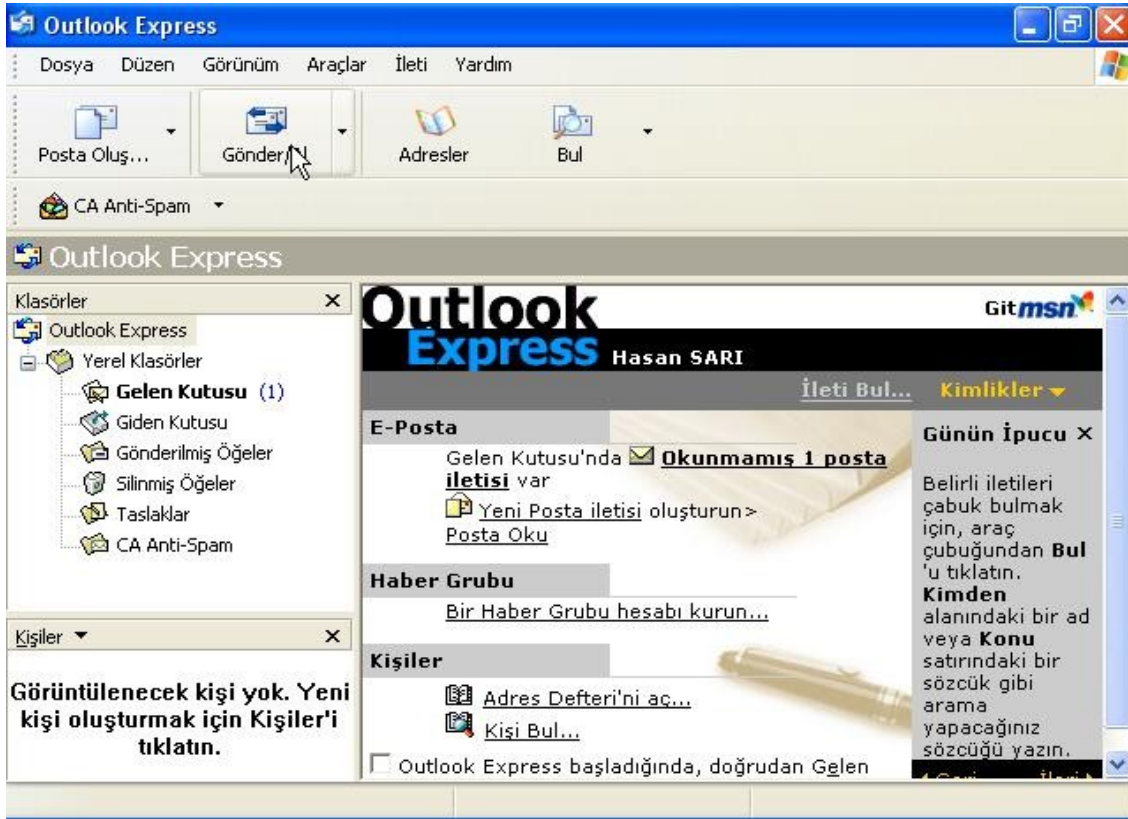 Outlook Express
Dosya Düzen Görünüm Araçlar İleti Yardım
Posta Oluş... Gönder/Al Adresler Bul
CA Anti-Spam
Outlook Express
Klasörler
Outlook Express
Yerel Klasörler
Gelen Kutusu (1)
Giden Kutusu
Gönderilmiş Öğeler
Silinmiş Öğeler
Taslaklar
CA Anti-Spam
Kişiler
Görüntülenecek kişi yok. Yeni
kişi oluşturmak için Kişiler'i
tıklatın.
Outlook
Express Hasan SARI
Git msn
İleti Bul... Kimlikler
E-Posta
Gelen Kutusu'nda Okunmamış 1 posta
iletisi var
Yeni Posta iletisi oluşturun>
Posta Oku
Haber Grubu
Bir Haber Grubu hesabı kurun...
Kişiler
Adres Defteri'ni aç...
Kişi Bul...
Outlook Express başladığında, doğrudan Gelen
Günün İpucu
Belirli iletileri
çabuk bulmak
için, araç
çubuğundan Bul
'u tıklatın.
Kimden
alanındaki bir ad
veya Konu
satırındaki bir
sözcük gibi
arama
yapacağınız
sözcüğü yazın.
Geri İleri